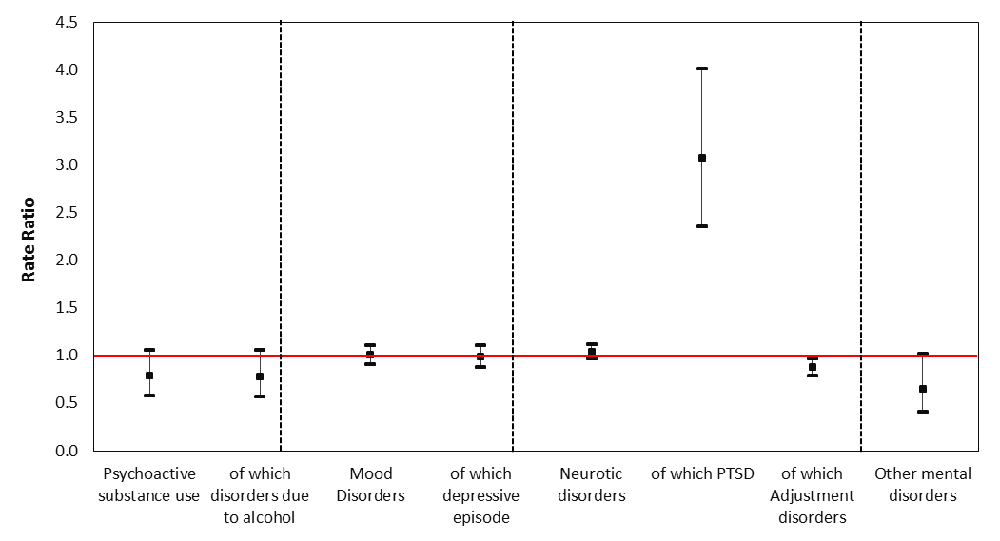 4.5
4.0
3.5
3.0
2.5
2.0
1.5
1.0
0.5
0.0
Rate Ratio
Psychoactive
substance use
of which
disorders due
to alcohol
Mood
Disorders
of which
depressive
episode
Neurotic
disorders
of which PTSD
of which
Adjustment
disorders
Other mental
disorders